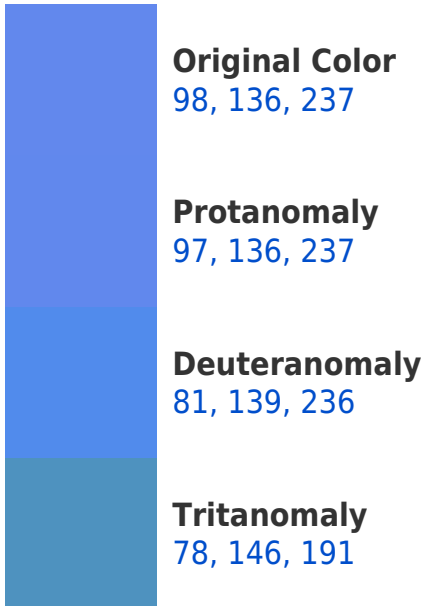 Original Color
98, 136, 237
Protanomaly
97, 136, 237
Deuteranomaly
81, 139, 236
Tritanomaly
78, 146, 191